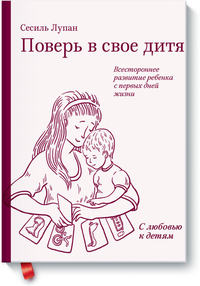 Сесиль Лупан
Поверь в свое дитя
Всестороннее
развитие ребенка
с первых дней
жизни
С любовью
к детям